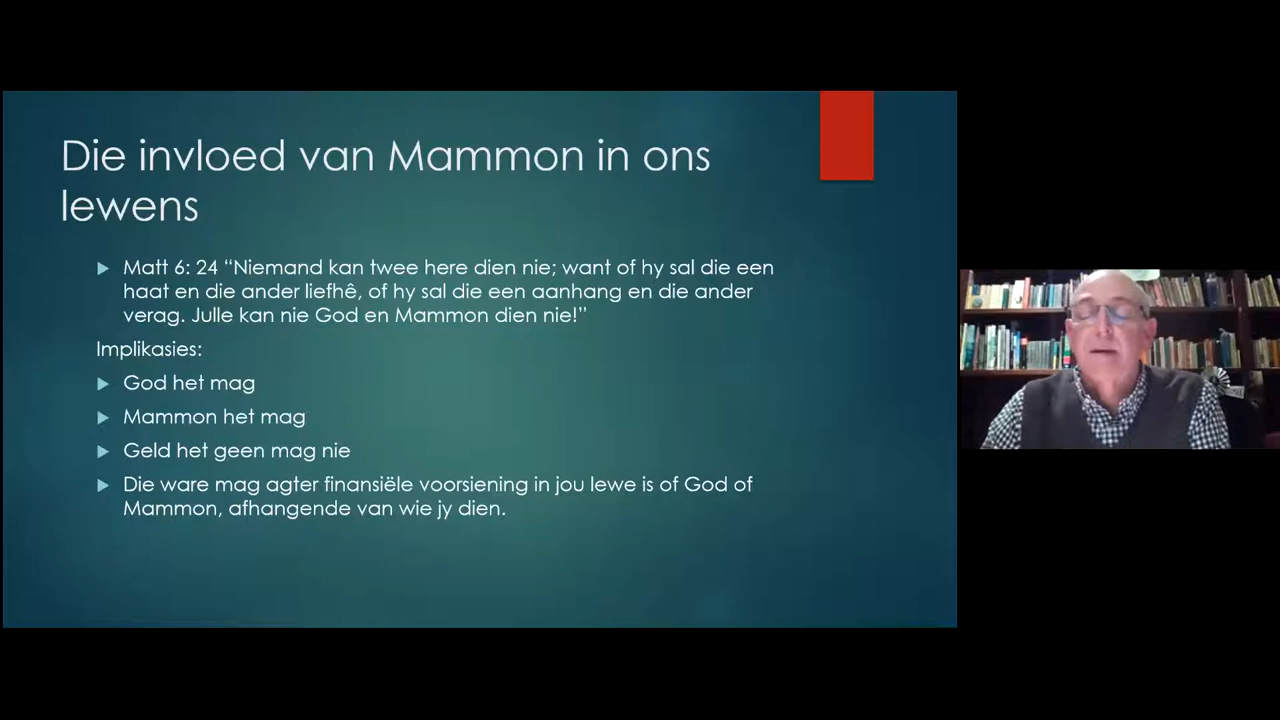 Die invloed van Mammon in ons
lewens
Matt 6: 24 “Niemand kan twee here dien nie; want of hy sal die een
haat en die ander liefhê, of hy sal die een aanhang en die ander
verag. Julle kan nie God en Mammon dien nie!”
Implikasies:
God het mag
Mammon het mag
Geld het geen mag nie
Die ware mag agter finansiële voorsiening in jou lewe is of God of
Mammon, afhangende van wie jy dien.